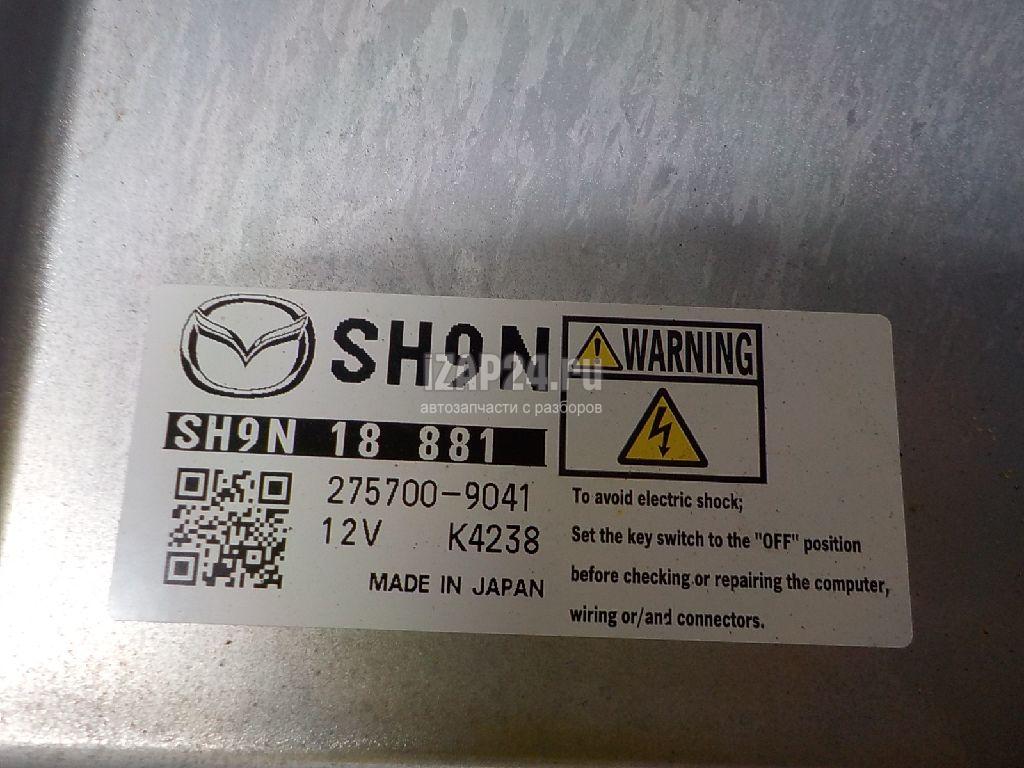 SH9N
SH9N 18 881
275700-9041
12V K4238
MADE IN JAPAN
WARNING
To avoid electric shock;
Set the key switch to the "OFF" position
before checking or repairing the computer,
wiring or/and connectors.
iZAP24.ru
автозапчасти с разборов